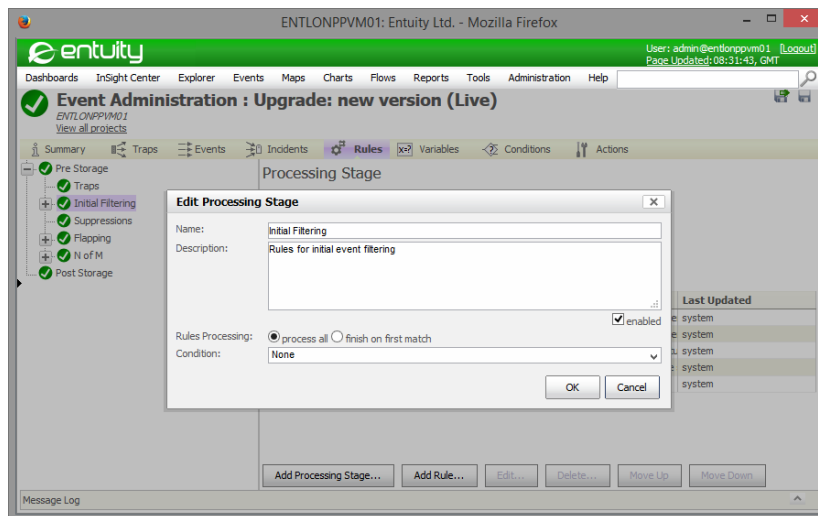 ENTLONPPVM01: Entuity Ltd. - Mozilla Firefox
entuity
User: admin@entlonppvm01 [Logout]
Page Updated:08:31:43, GMT
Dashboards InSight Center Explorer Events Maps Charts Flows Reports Tools Administration Help
Event Administration : Upgrade: new version (Live)
ENTLONPPVM01
View all projects
Summary Traps Events Incidents Rules Variables Conditions Actions
Pre Storage
Traps
Initial Filtering
Suppressions
Flapping
N of M
Post Storage
Processing Stage
Edit Processing Stage
Name: Initial Filtering
Description: Rules for initial event filtering
enabled
Rules Processing: process all finish on first match
Condition: None
OK Cancel
Last Updated
system
system
system
system
system
Add Processing Stage... Add Rule... Edit... Delete... Move Up Move Down
Message Log